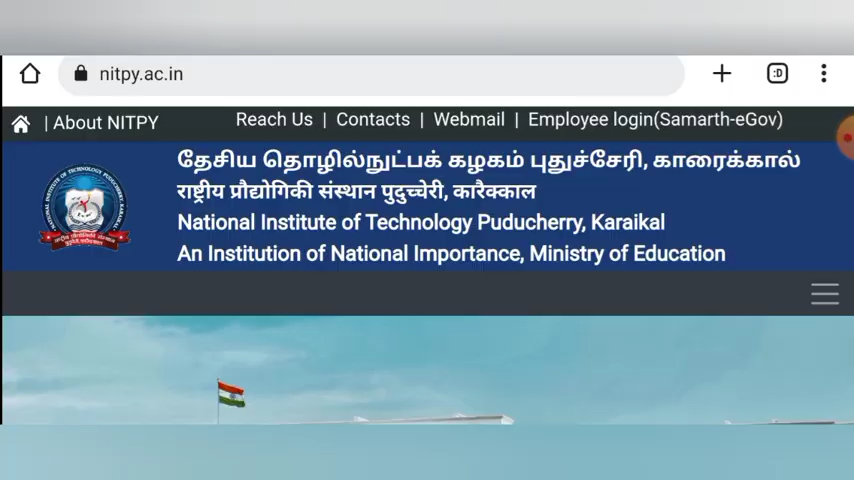 nitpy.ac.in
:D
| About NITPY
Reach Us | Contacts | Webmail | Employee login(Samarth-eGov)
தேசிய தொழில்நுட்பக் கழகம் புதுச்சேரி, காரைக்கால்
राष्ट्रीय प्रौद्योगिकी संस्थान पुदुच्चेरी, कारैक्काल
National Institute of Technology Puducherry, Karaikal
An Institution of National Importance, Ministry of Education